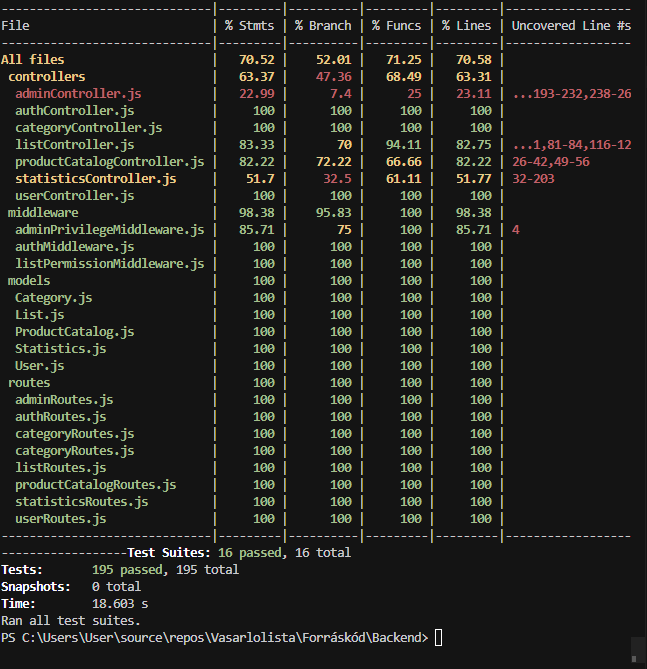 -----------------------------|---------|----------|---------|---------|-------------------
File                         | % Stmts | % Branch | % Funcs | % Lines | Uncovered Line #s
-----------------------------|---------|----------|---------|---------|-------------------
All files                    |   70.52 |    52.01 |   71.25 |   70.58 |
 controllers                 |   63.37 |    47.36 |   68.49 |   63.31 |
  adminController.js         |   22.99 |      7.4 |      25 |   23.11 | ...193-232,238-26
  authController.js          |     100 |      100 |     100 |     100 |
  categoryController.js      |     100 |      100 |     100 |     100 |
  listController.js          |   83.33 |       70 |   94.11 |   82.75 | ...1,81-84,116-12
  productCatalogController.js |   82.22 |    72.22 |   66.66 |   82.22 | 26-42,49-56
  statisticsController.js    |    51.7 |     32.5 |   61.11 |   51.77 | 32-203
  userController.js          |     100 |      100 |     100 |     100 |
 middleware                  |   98.38 |    95.83 |     100 |   98.38 |
  adminPrivilegeMiddleware.js |   85.71 |       75 |     100 |   85.71 | 4
  authMiddleware.js          |     100 |      100 |     100 |     100 |
  listPermissionMiddleware.js |     100 |      100 |     100 |     100 |
 models                      |     100 |      100 |     100 |     100 |
  Category.js                |     100 |      100 |     100 |     100 |
  List.js                    |     100 |      100 |     100 |     100 |
  ProductCatalog.js          |     100 |      100 |     100 |     100 |
  Statistics.js              |     100 |      100 |     100 |     100 |
  User.js                    |     100 |      100 |     100 |     100 |
 routes                      |     100 |      100 |     100 |     100 |
  adminRoutes.js             |     100 |      100 |     100 |     100 |
  authRoutes.js              |     100 |      100 |     100 |     100 |
  categoryRoutes.js          |     100 |      100 |     100 |     100 |
  categoryRoutes.js          |     100 |      100 |     100 |     100 |
  listRoutes.js              |     100 |      100 |     100 |     100 |
  productCatalogRoutes.js    |     100 |      100 |     100 |     100 |
  statisticsRoutes.js        |     100 |      100 |     100 |     100 |
  userRoutes.js              |     100 |      100 |     100 |     100 |
-----------------------------|---------|----------|---------|---------|-------------------
------------------Test Suites: 16 passed, 16 total
Tests:       195 passed, 195 total
Snapshots:   0 total
Time:        18.603 s
Ran all test suites.
PS C:\Users\User\source\repos\Vasarlolista\Forráskód\Backend>